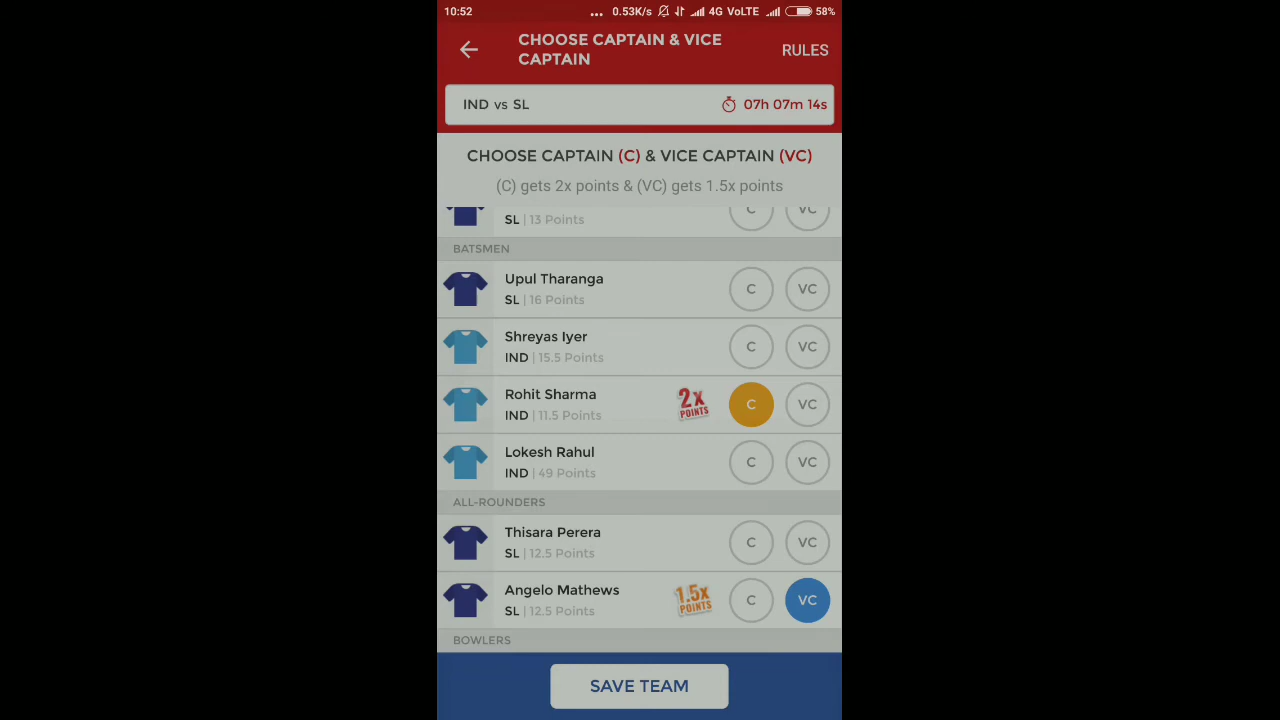 10:52 ... 0.53K/s 4G VoLTE 58%
CHOOSE CAPTAIN & VICE
CAPTAIN
RULES
IND vs SL 07h 07m 14s
CHOOSE CAPTAIN (C) & VICE CAPTAIN (VC)
(C) gets 2x points & (VC) gets 1.5x points
SL | 13 Points C VC
BATSMEN
Upul Tharanga
SL | 16 Points
C VC
Shreyas Iyer
IND | 15.5 Points
C VC
Rohit Sharma
IND | 11.5 Points
2x
POINTS
C VC
Lokesh Rahul
IND | 49 Points
C VC
ALL-ROUNDERS
Thisara Perera
SL | 12.5 Points
C VC
Angelo Mathews
SL | 12.5 Points
1.5x
POINTS
C VC
BOWLERS
SAVE TEAM